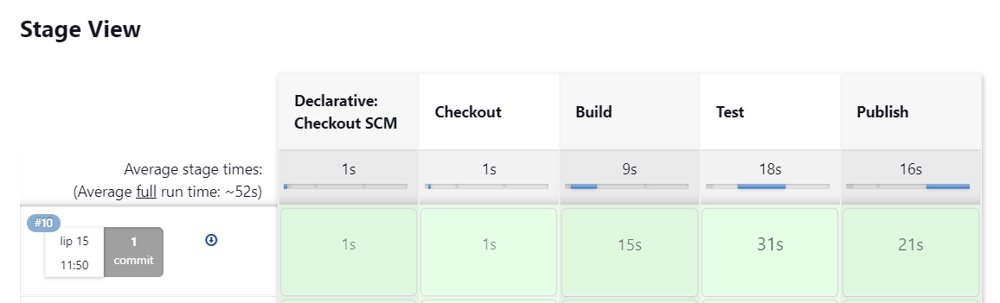 Stage View
Declarative:
Checkout SCM
Checkout
Build
Test
Publish
Average stage times:
(Average full run time: ~52s)
1s
1s
9s
18s
16s
#10
lip 15
11:50
1
commit
1s
1s
15s
31s
21s